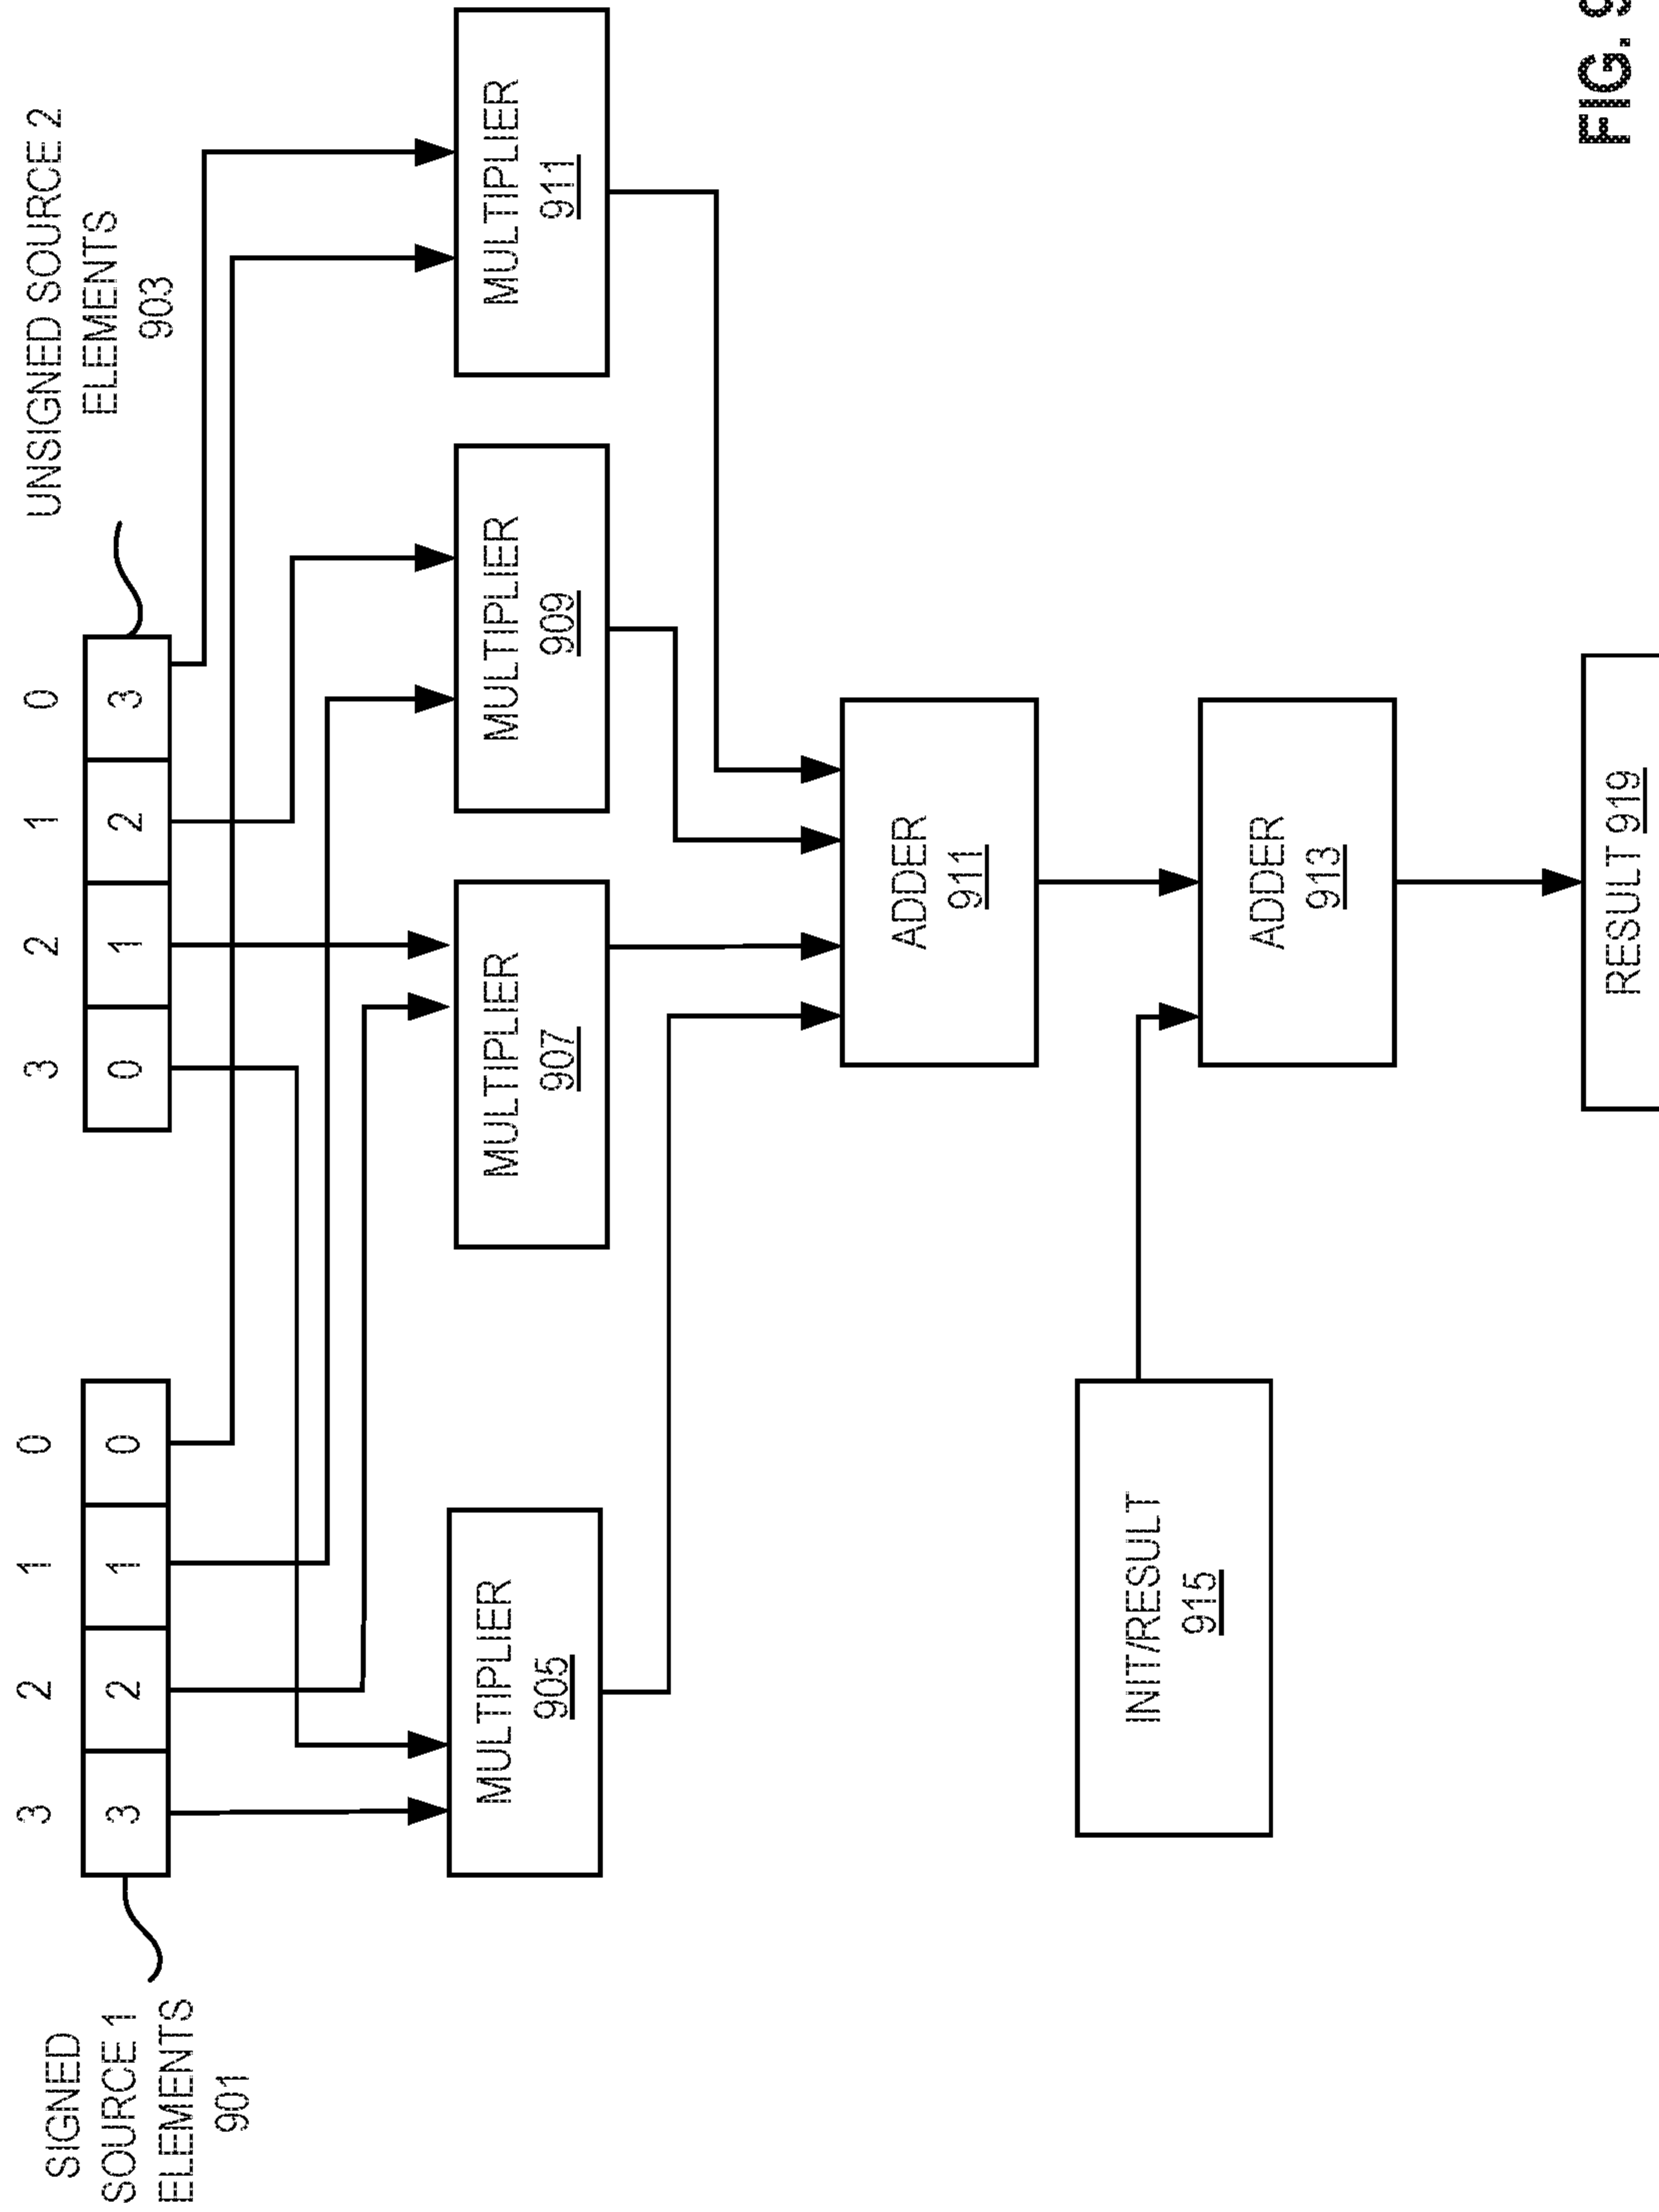 SIGNED
SOURCE 1
ELEMENTS
901
3 2 1 0
3 2 1 0
UNSIGNED SOURCE 2
ELEMENTS
903
3 2 1 0
0 1 2 3
MULTIPLIER
905
MULTIPLIER
907
MULTIPLIER
909
MULTIPLIER
911
ADDER
911
INIT/RESULT
915
ADDER
913
RESULT 919
FIG. 9